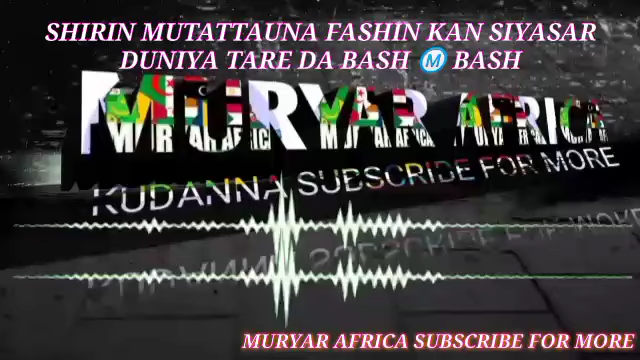 SHIRIN MUTATTAUNA FASHIN KAN SIYASAR
DUNIYA TARE DA BASH M BASH
MURYAR AFRICA
KUDANNA SUBSCRIBE FOR MORE
MURYAR AFRICA SUBSCRIBE FOR MORE